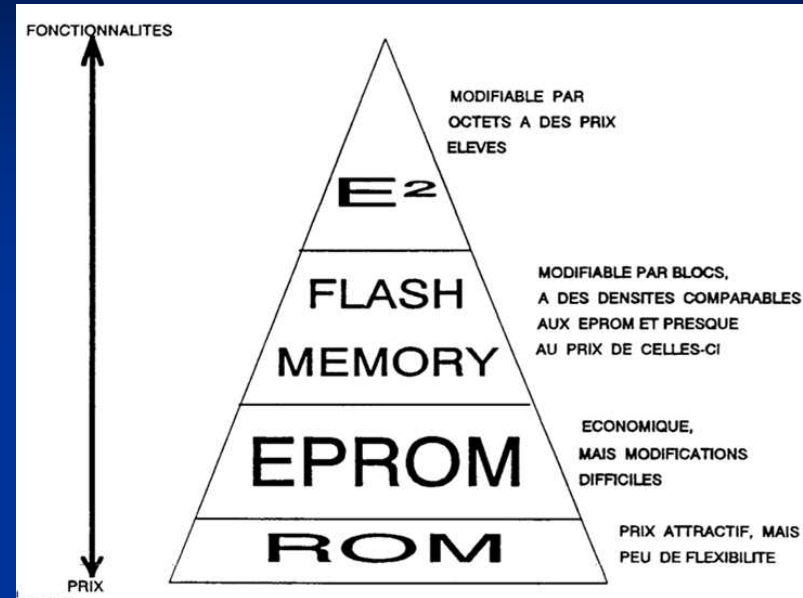 FONCTIONNALITES
MODIFIABLE PAR
OCTETS A DES PRIX
ELEVES
E²
FLASH
MEMORY
MODIFIABLE PAR BLOCS,
A DES DENSITES COMPARABLES
AUX EPROM ET PRESQUE
AU PRIX DE CELLES-CI
EPROM
ECONOMIQUE,
MAIS MODIFICATIONS
DIFFICILES
ROM
PRIX ATTRACTIF, MAIS
PEU DE FLEXIBILITE
PRIX